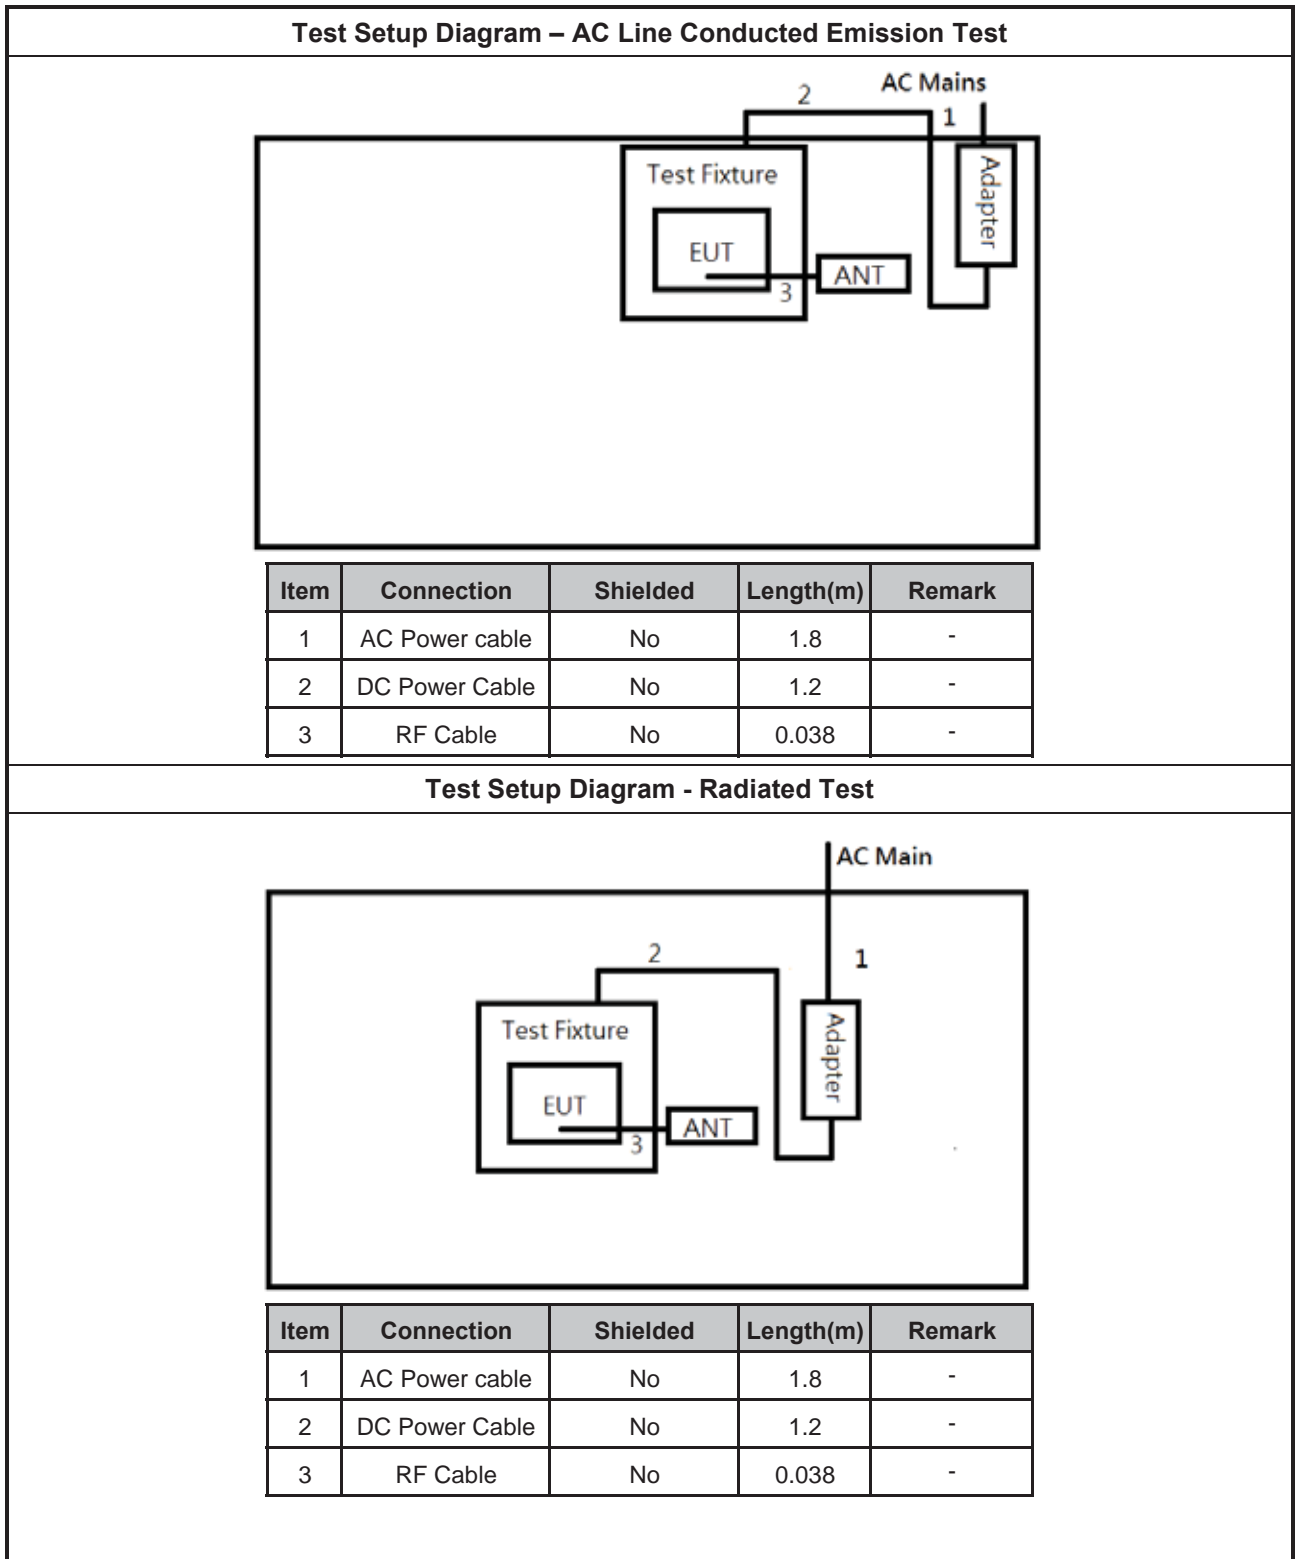 Test Setup Diagram – AC Line Conducted Emission Test
AC Mains
2
1
Test Fixture
Adapter
EUT
ANT
3
Item Connection Shielded Length(m) Remark
1 AC Power cable No 1.8 -
2 DC Power Cable No 1.2 -
3 RF Cable No 0.038 -
Test Setup Diagram - Radiated Test
AC Main
2
1
Test Fixture
Adapter
EUT
ANT
3
Item Connection Shielded Length(m) Remark
1 AC Power cable No 1.8 -
2 DC Power Cable No 1.2 -
3 RF Cable No 0.038 -